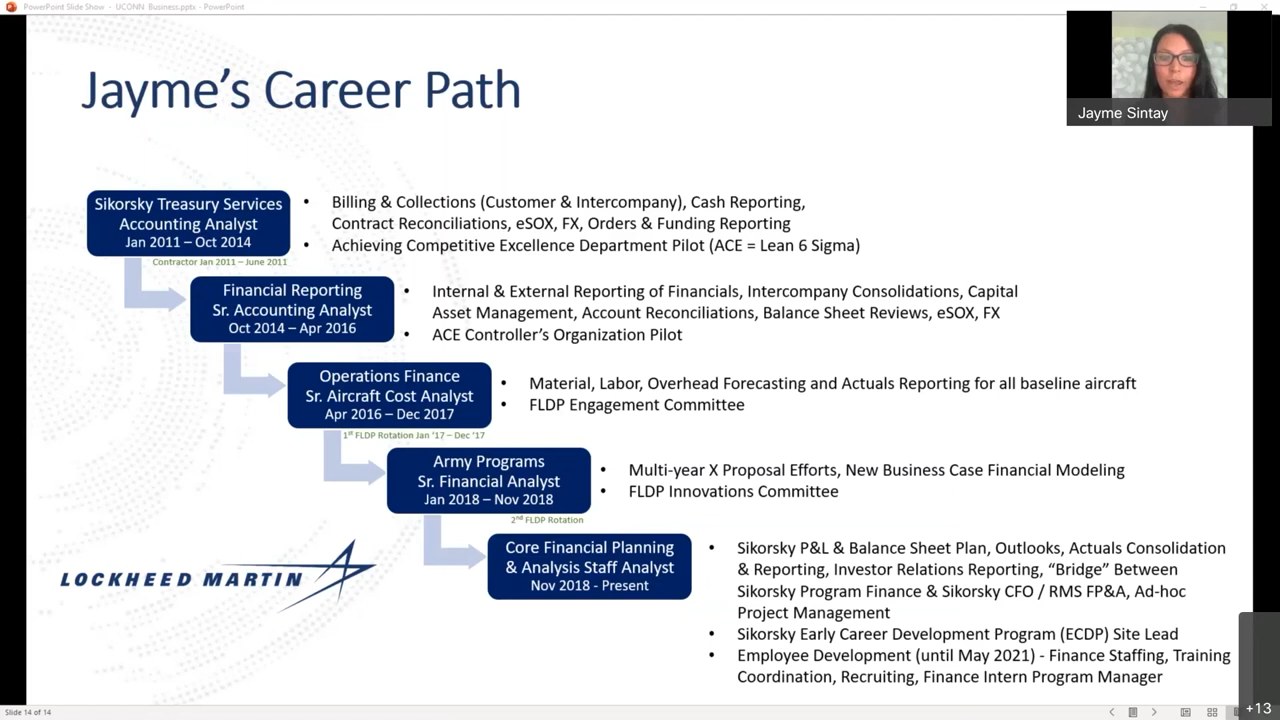 PowerPoint Slide Show - UCONN Business.pptx - PowerPoint
Jayme Sintay
Jayme's Career Path
Sikorsky Treasury Services
Accounting Analyst
Jan 2011 – Oct 2014
Contractor Jan 2011 – June 2011
• Billing & Collections (Customer & Intercompany), Cash Reporting,
Contract Reconciliations, eSOX, FX, Orders & Funding Reporting
• Achieving Competitive Excellence Department Pilot (ACE = Lean 6 Sigma)
Financial Reporting
Sr. Accounting Analyst
Oct 2014 – Apr 2016
• Internal & External Reporting of Financials, Intercompany Consolidations, Capital
Asset Management, Account Reconciliations, Balance Sheet Reviews, eSOX, FX
• ACE Controller's Organization Pilot
Operations Finance
Sr. Aircraft Cost Analyst
Apr 2016 – Dec 2017
1st FLDP Rotation Jan '17 – Dec '17
• Material, Labor, Overhead Forecasting and Actuals Reporting for all baseline aircraft
• FLDP Engagement Committee
Army Programs
Sr. Financial Analyst
Jan 2018 – Nov 2018
2nd FLDP Rotation
• Multi-year X Proposal Efforts, New Business Case Financial Modeling
• FLDP Innovations Committee
Core Financial Planning
& Analysis Staff Analyst
Nov 2018 - Present
• Sikorsky P&L & Balance Sheet Plan, Outlooks, Actuals Consolidation
& Reporting, Investor Relations Reporting, "Bridge" Between
Sikorsky Program Finance & Sikorsky CFO / RMS FP&A, Ad-hoc
Project Management
• Sikorsky Early Career Development Program (ECDP) Site Lead
• Employee Development (until May 2021) - Finance Staffing, Training
Coordination, Recruiting, Finance Intern Program Manager
LOCKHEED MARTIN
Slide 14 of 14
+13